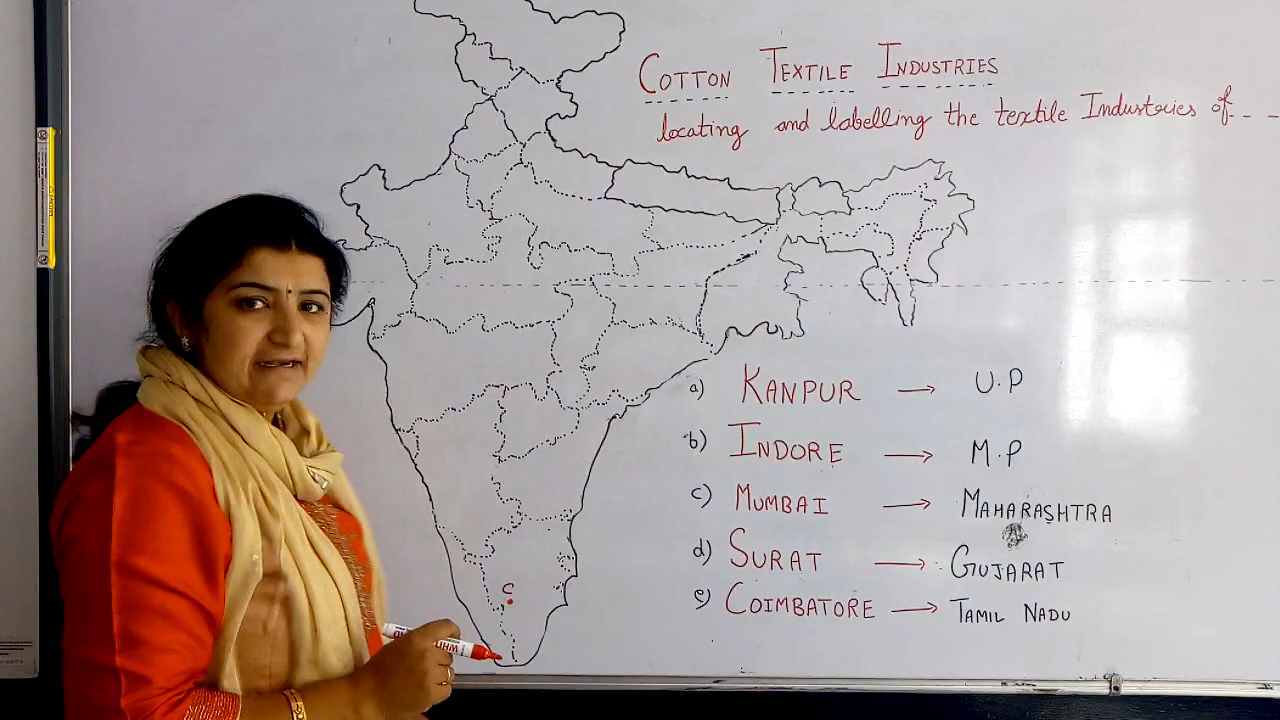 COTTON TEXTILE INDUSTRIES
locating and labelling the textile Industries of - - -
a) KANPUR → U.P
b) INDORE → M.P
c) MUMBAI → MAHARASHTRA
d) SURAT → GUJARAT
e) COIMBATORE → TAMIL NADU
C